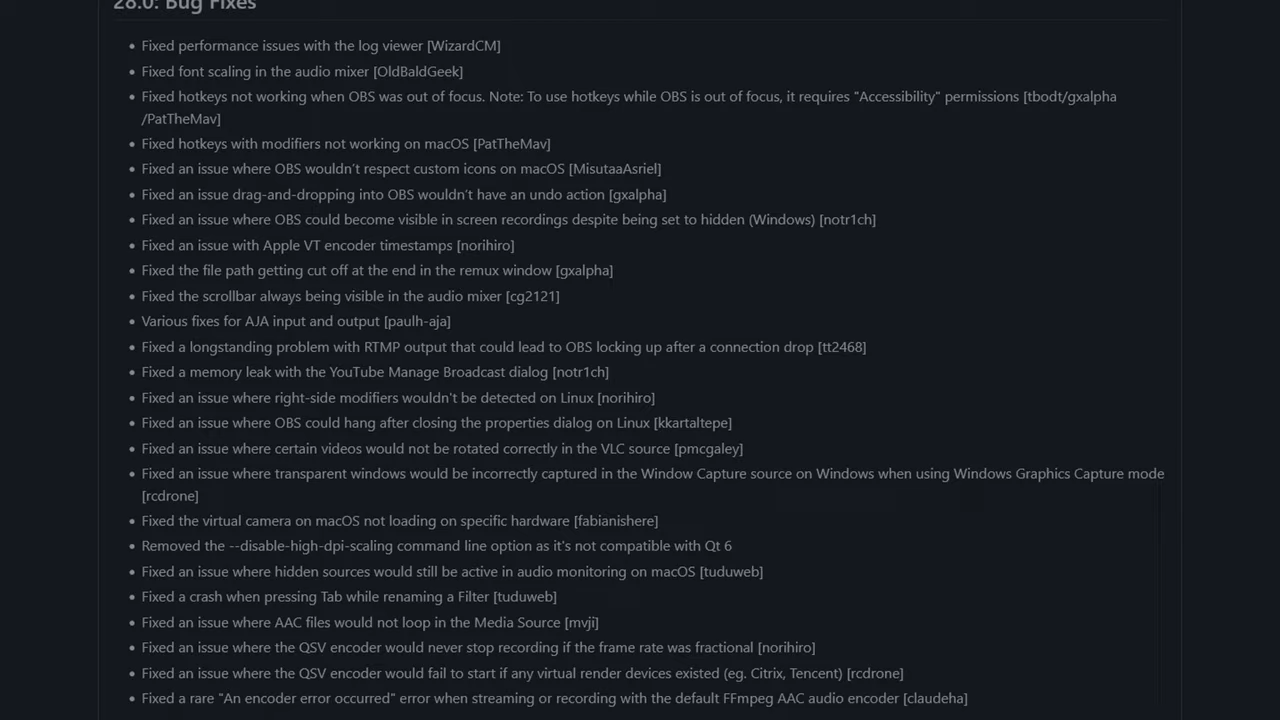 28.0: Bug Fixes
• Fixed performance issues with the log viewer [WizardCM]
• Fixed font scaling in the audio mixer [OldBaldGeek]
• Fixed hotkeys not working when OBS was out of focus. Note: To use hotkeys while OBS is out of focus, it requires "Accessibility" permissions [tbodt/gxalpha
/PatTheMav]
• Fixed hotkeys with modifiers not working on macOS [PatTheMav]
• Fixed an issue where OBS wouldn't respect custom icons on macOS [MisutaaAsriel]
• Fixed an issue drag-and-dropping into OBS wouldn't have an undo action [gxalpha]
• Fixed an issue where OBS could become visible in screen recordings despite being set to hidden (Windows) [notr1ch]
• Fixed an issue with Apple VT encoder timestamps [norihiro]
• Fixed the file path getting cut off at the end in the remux window [gxalpha]
• Fixed the scrollbar always being visible in the audio mixer [cg2121]
• Various fixes for AJA input and output [paulh-aja]
• Fixed a longstanding problem with RTMP output that could lead to OBS locking up after a connection drop [tt2468]
• Fixed a memory leak with the YouTube Manage Broadcast dialog [notr1ch]
• Fixed an issue where right-side modifiers wouldn't be detected on Linux [norihiro]
• Fixed an issue where OBS could hang after closing the properties dialog on Linux [kkartaltepe]
• Fixed an issue where certain videos would not be rotated correctly in the VLC source [pmcgaley]
• Fixed an issue where transparent windows would be incorrectly captured in the Window Capture source on Windows when using Windows Graphics Capture mode
[rcdrone]
• Fixed the virtual camera on macOS not loading on specific hardware [fabianishere]
• Removed the --disable-high-dpi-scaling command line option as it's not compatible with Qt 6
• Fixed an issue where hidden sources would still be active in audio monitoring on macOS [tuduweb]
• Fixed a crash when pressing Tab while renaming a Filter [tuduweb]
• Fixed an issue where AAC files would not loop in the Media Source [mvji]
• Fixed an issue where the QSV encoder would never stop recording if the frame rate was fractional [norihiro]
• Fixed an issue where the QSV encoder would fail to start if any virtual render devices existed (eg. Citrix, Tencent) [rcdrone]
• Fixed a rare "An encoder error occurred" error when streaming or recording with the default FFmpeg AAC audio encoder [claudeha]